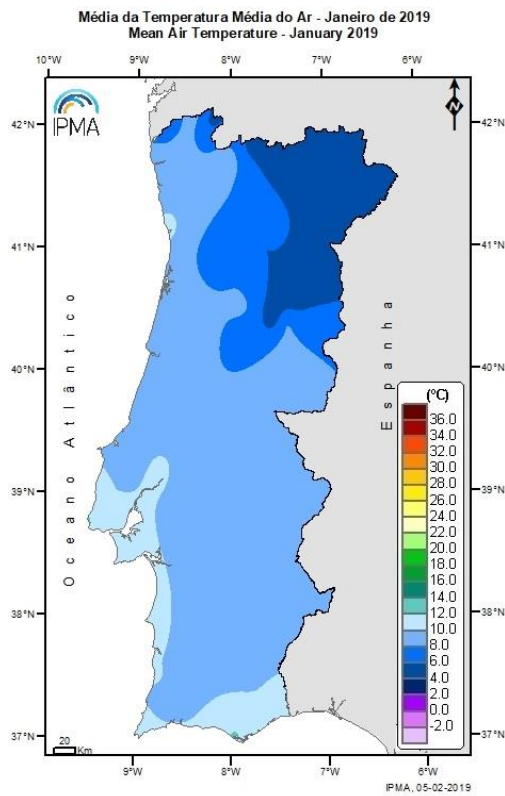 Média da Temperatura Média do Ar - Janeiro de 2019
Mean Air Temperature - January 2019
10°W 9°W 8°W 7°W 6°W
IPMA
N
42°N 42°N
41°N 41°N
40°N 40°N
39°N 39°N
38°N 38°N
37°N 37°N
Oceano Atlântico
Espanha
(°C)
36.0
34.0
32.0
30.0
28.0
26.0
24.0
22.0
20.0
18.0
16.0
14.0
12.0
10.0
8.0
6.0
4.0
2.0
0.0
-2.0
20
Km
9°W 8°W 7°W 6°W
IPMA, 05-02-2019